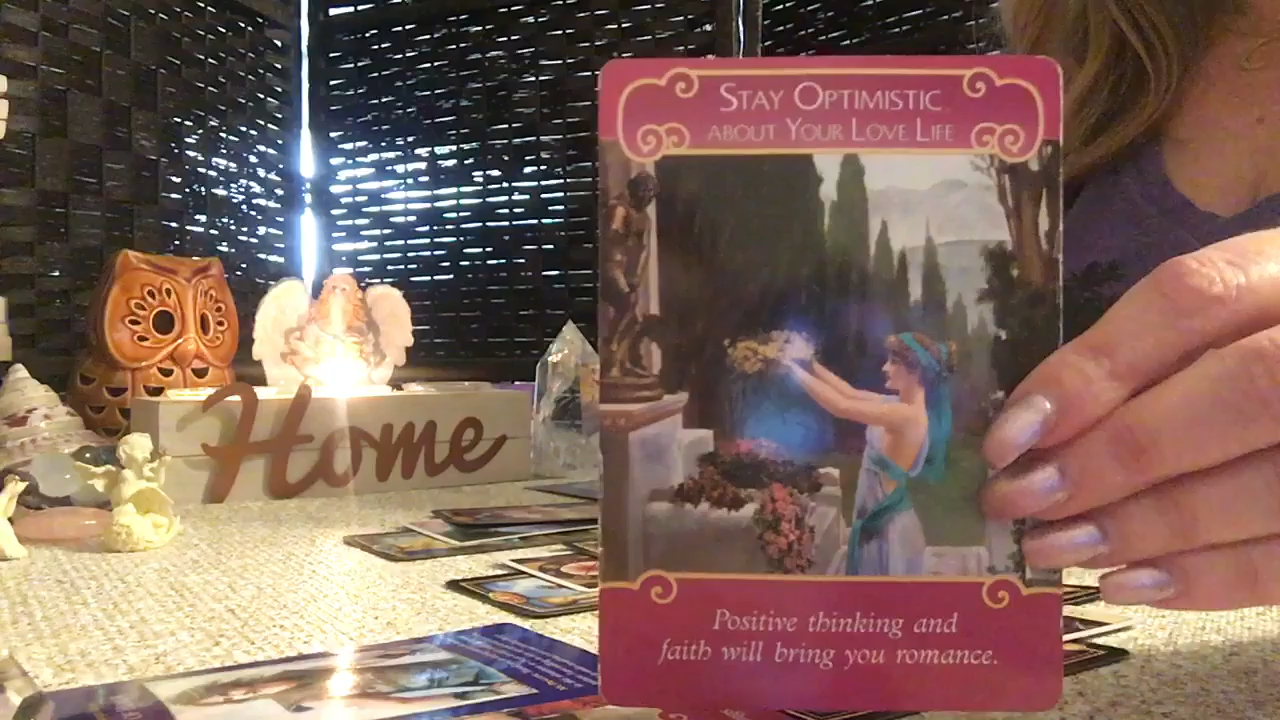 STAY OPTIMISTIC
ABOUT YOUR LOVE LIFE
Home
Positive thinking and
faith will bring you romance.